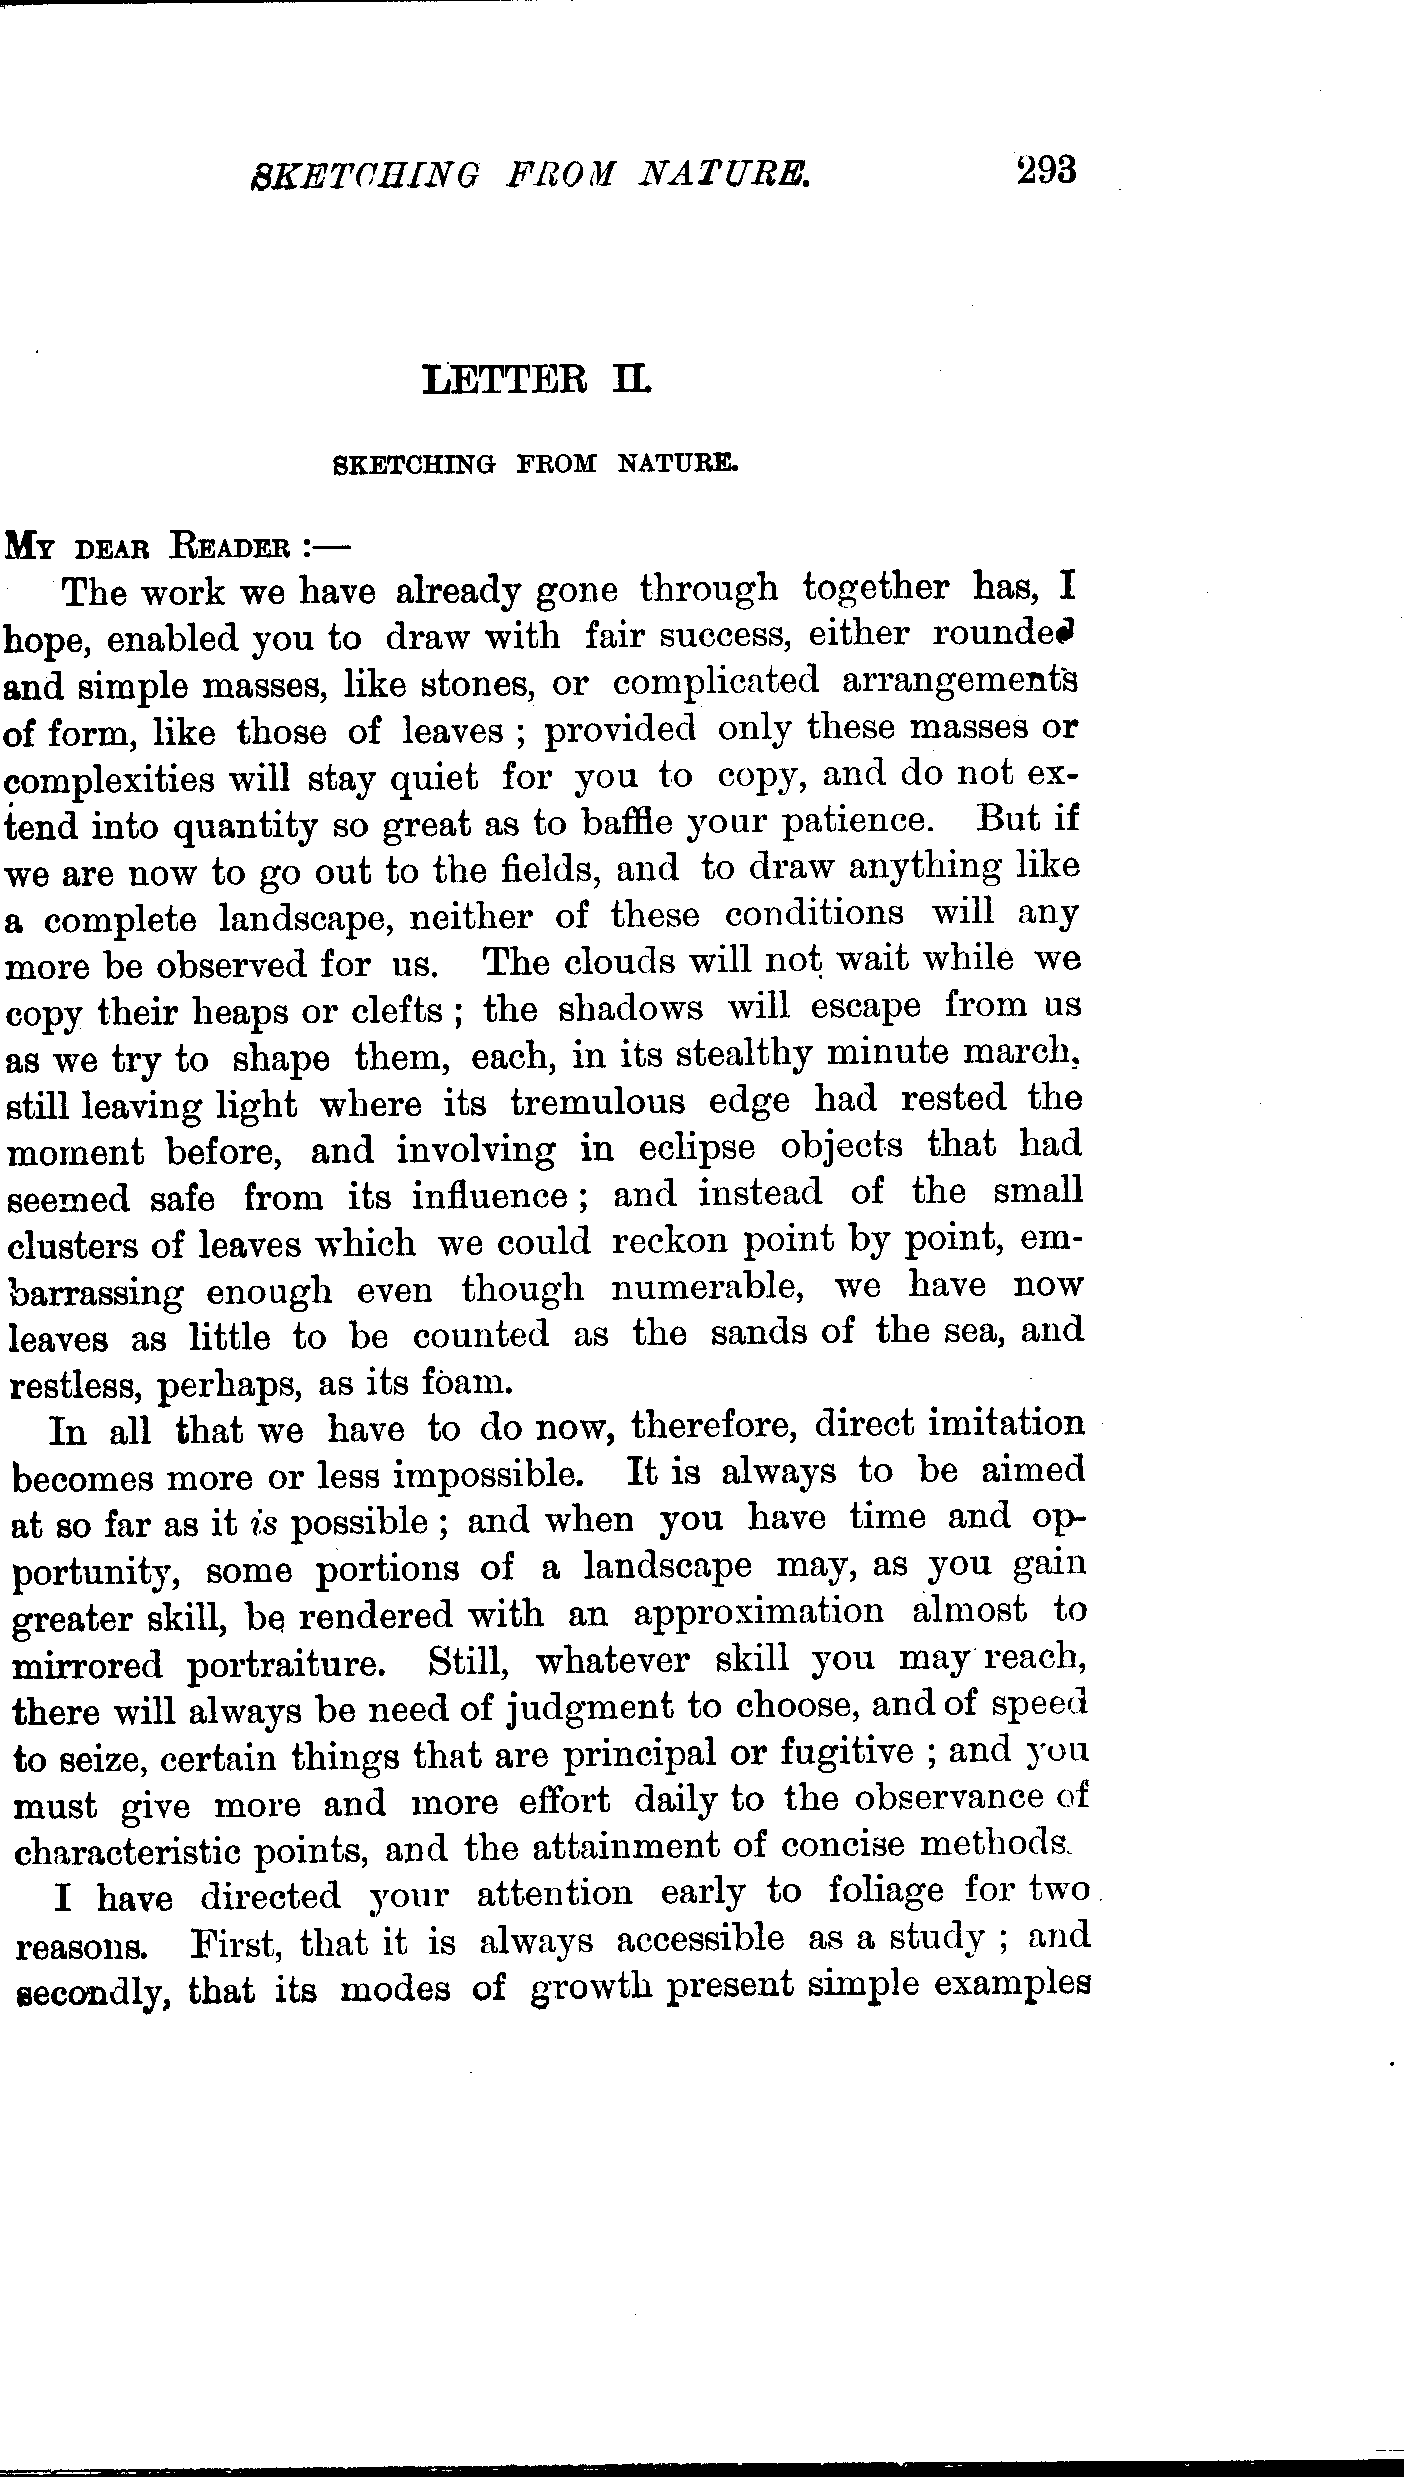 SKETCHING FROM NATURE. 293
LETTER II.
SKETCHING FROM NATURE.
MY DEAR READER :—
The work we have already gone through together has, I
hope, enabled you to draw with fair success, either rounded
and simple masses, like stones, or complicated arrangements
of form, like those of leaves ; provided only these masses or
complexities will stay quiet for you to copy, and do not ex-
tend into quantity so great as to baffle your patience. But if
we are now to go out to the fields, and to draw anything like
a complete landscape, neither of these conditions will any
more be observed for us. The clouds will not wait while we
copy their heaps or clefts ; the shadows will escape from us
as we try to shape them, each, in its stealthy minute march,
still leaving light where its tremulous edge had rested the
moment before, and involving in eclipse objects that had
seemed safe from its influence ; and instead of the small
clusters of leaves which we could reckon point by point, em-
barrassing enough even though numerable, we have now
leaves as little to be counted as the sands of the sea, and
restless, perhaps, as its foam.
In all that we have to do now, therefore, direct imitation
becomes more or less impossible. It is always to be aimed
at so far as it is possible ; and when you have time and op-
portunity, some portions of a landscape may, as you gain
greater skill, be rendered with an approximation almost to
mirrored portraiture. Still, whatever skill you may reach,
there will always be need of judgment to choose, and of speed
to seize, certain things that are principal or fugitive ; and you
must give more and more effort daily to the observance of
characteristic points, and the attainment of concise methods.
I have directed your attention early to foliage for two
reasons. First, that it is always accessible as a study ; and
secondly, that its modes of growth present simple examples